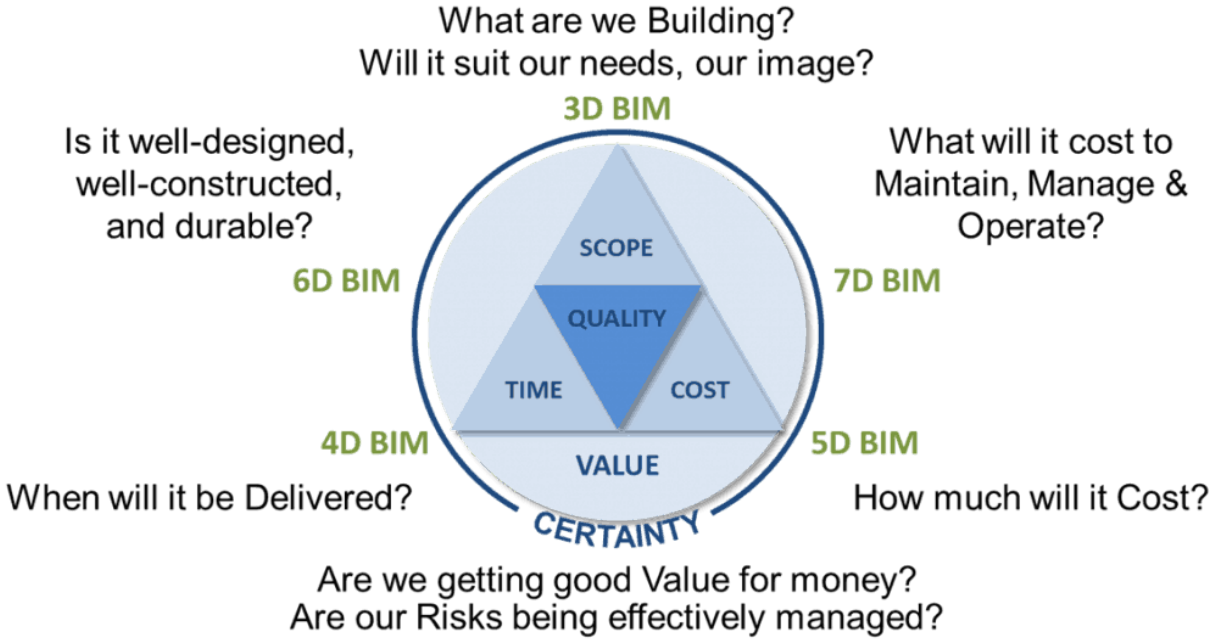 What are we Building?
Will it suit our needs, our image?
3D BIM
Is it well-designed,
well-constructed,
and durable?
6D BIM
What will it cost to
Maintain, Manage &
Operate?
7D BIM
SCOPE
QUALITY
TIME
COST
VALUE
CERTAINTY
4D BIM
When will it be Delivered?
5D BIM
How much will it Cost?
Are we getting good Value for money?
Are our Risks being effectively managed?